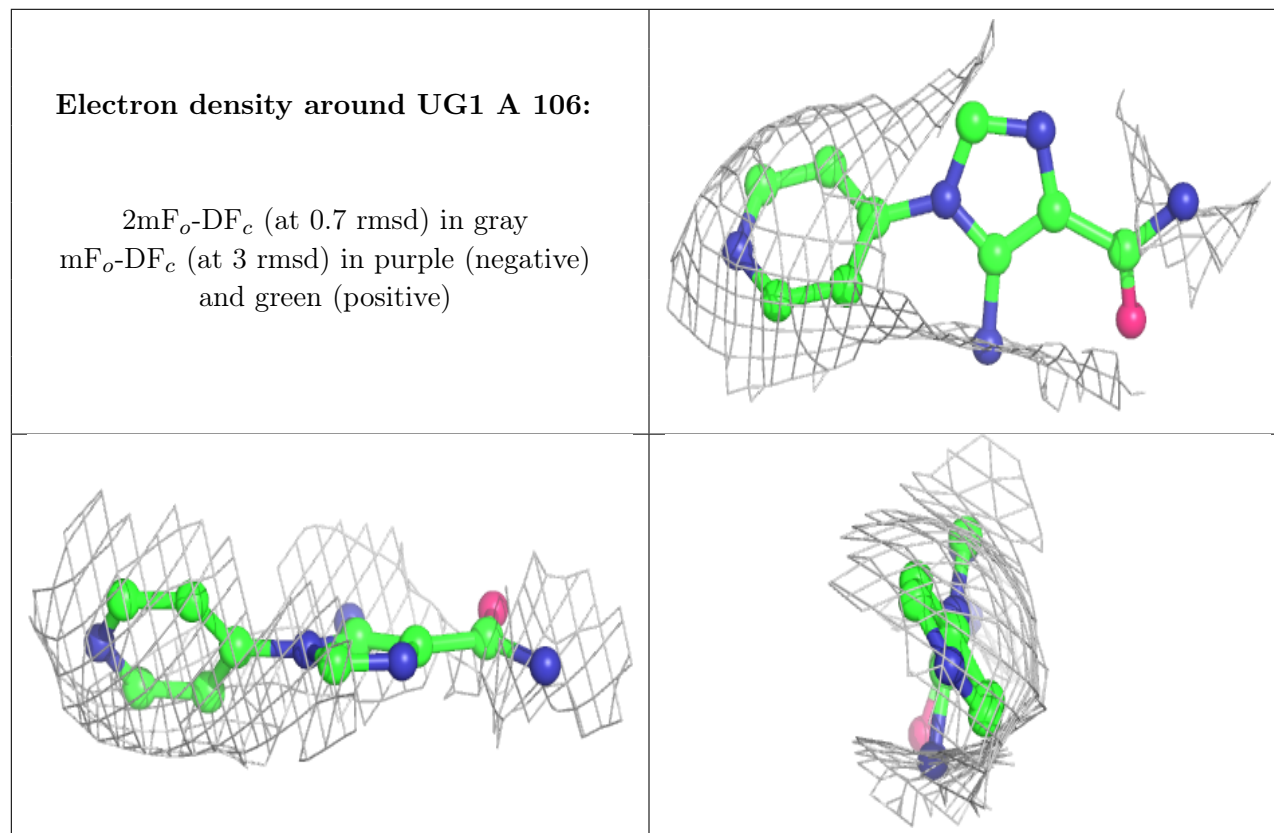 Electron density around UG1 A 106:
2mFo-DFc (at 0.7 rmsd) in gray
mFo-DFc (at 3 rmsd) in purple (negative)
and green (positive)